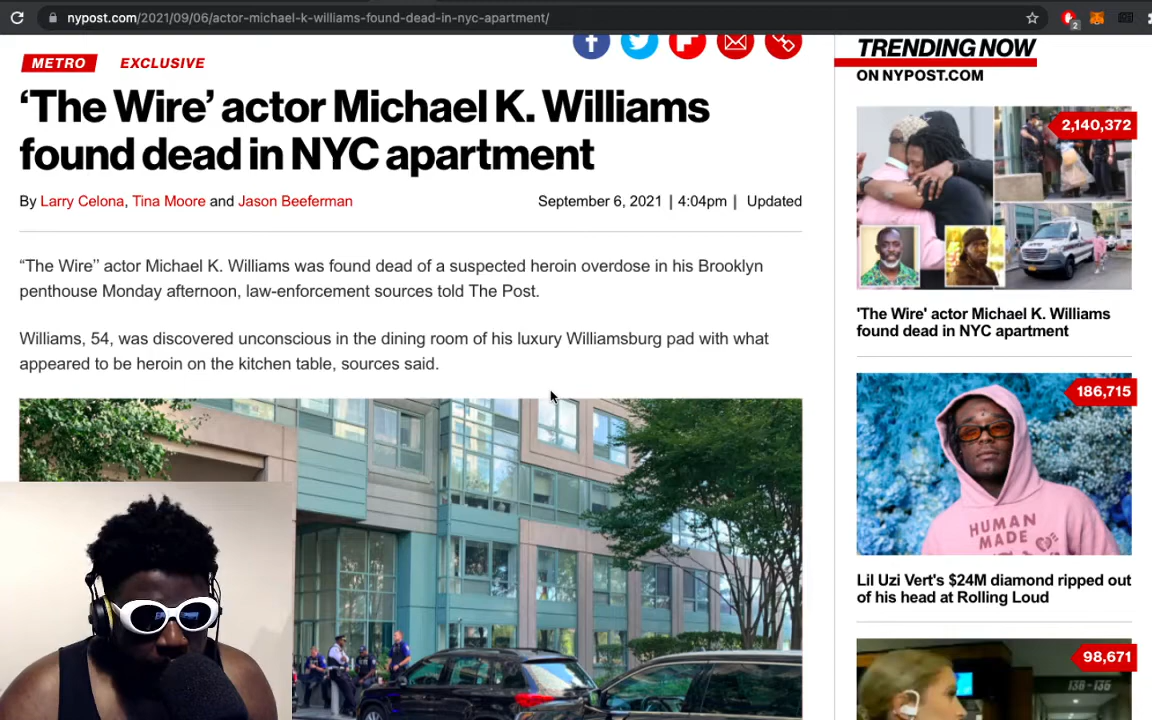 nypost.com/2021/09/06/actor-michael-k-williams-found-dead-in-nyc-apartment/
2
METRO
EXCLUSIVE
‘The Wire’ actor Michael K. Williams
found dead in NYC apartment
By Larry Celona, Tina Moore and Jason Beeferman
September 6, 2021 | 4:04pm | Updated
“The Wire” actor Michael K. Williams was found dead of a suspected heroin overdose in his Brooklyn
penthouse Monday afternoon, law-enforcement sources told The Post.
Williams, 54, was discovered unconscious in the dining room of his luxury Williamsburg pad with what
appeared to be heroin on the kitchen table, sources said.
TRENDING NOW
ON NYPOST.COM
2,140,372
'The Wire' actor Michael K. Williams
found dead in NYC apartment
186,715
HUMAN
MADE
Lil Uzi Vert's $24M diamond ripped out
of his head at Rolling Loud
98,671
136-136